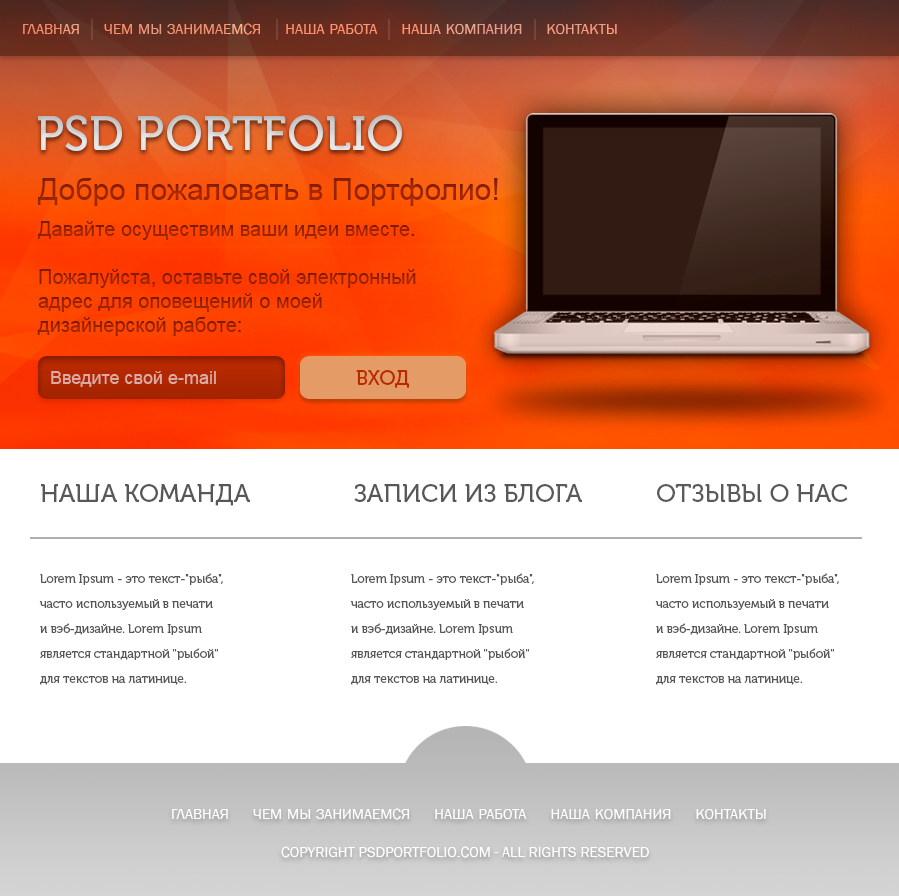 ГЛАВНАЯ ЧЕМ МЫ ЗАНИМАЕМСЯ НАША РАБОТА НАША КОМПАНИЯ КОНТАКТЫ
PSD PORTFOLIO
Добро пожаловать в Портфолио!
Давайте осуществим ваши идеи вместе.
Пожалуйста, оставьте свой электронный
адрес для оповещений о моей
дизайнерской работе:
Введите свой e-mail
ВХОД
НАША КОМАНДА
Lorem Ipsum - это текст-"рыба",
часто используемый в печати
и вэб-дизайне. Lorem Ipsum
является стандартной "рыбой"
для текстов на латинице.
ЗАПИСИ ИЗ БЛОГА
Lorem Ipsum - это текст-"рыба",
часто используемый в печати
и вэб-дизайне. Lorem Ipsum
является стандартной "рыбой"
для текстов на латинице.
ОТЗЫВЫ О НАС
Lorem Ipsum - это текст-"рыба",
часто используемый в печати
и вэб-дизайне. Lorem Ipsum
является стандартной "рыбой"
для текстов на латинице.
ГЛАВНАЯ ЧЕМ МЫ ЗАНИМАЕМСЯ НАША РАБОТА НАША КОМПАНИЯ КОНТАКТЫ
COPYRIGHT PSDPORTFOLIO.COM - ALL RIGHTS RESERVED